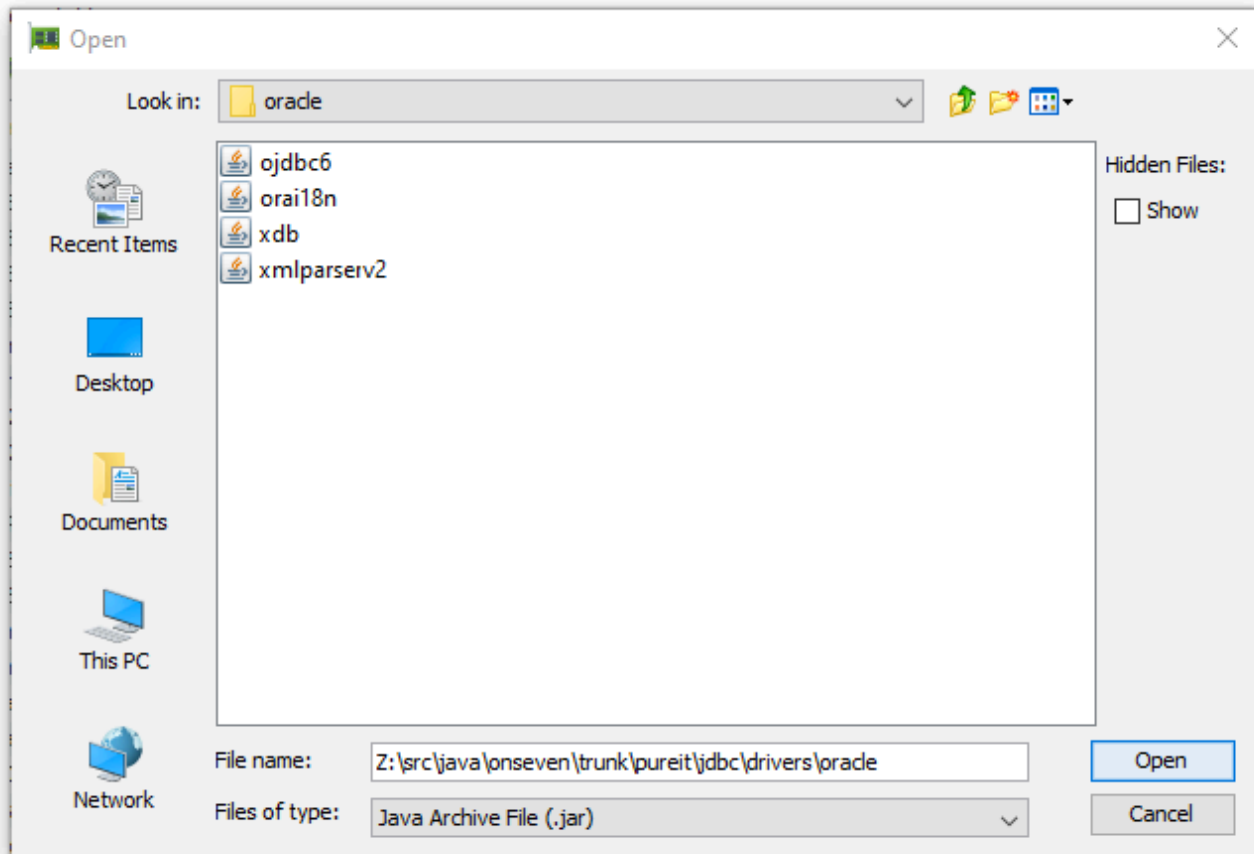 Open
Look in:
oracle
ojdbc6
orai18n
xdb
xmlparserv2
Hidden Files:
Show
Recent Items
Desktop
Documents
This PC
Network
File name:
Z:\src\java\onseven\trunk\pureit\jdbc\drivers\oracle
Open
Files of type:
Java Archive File (.jar)
Cancel